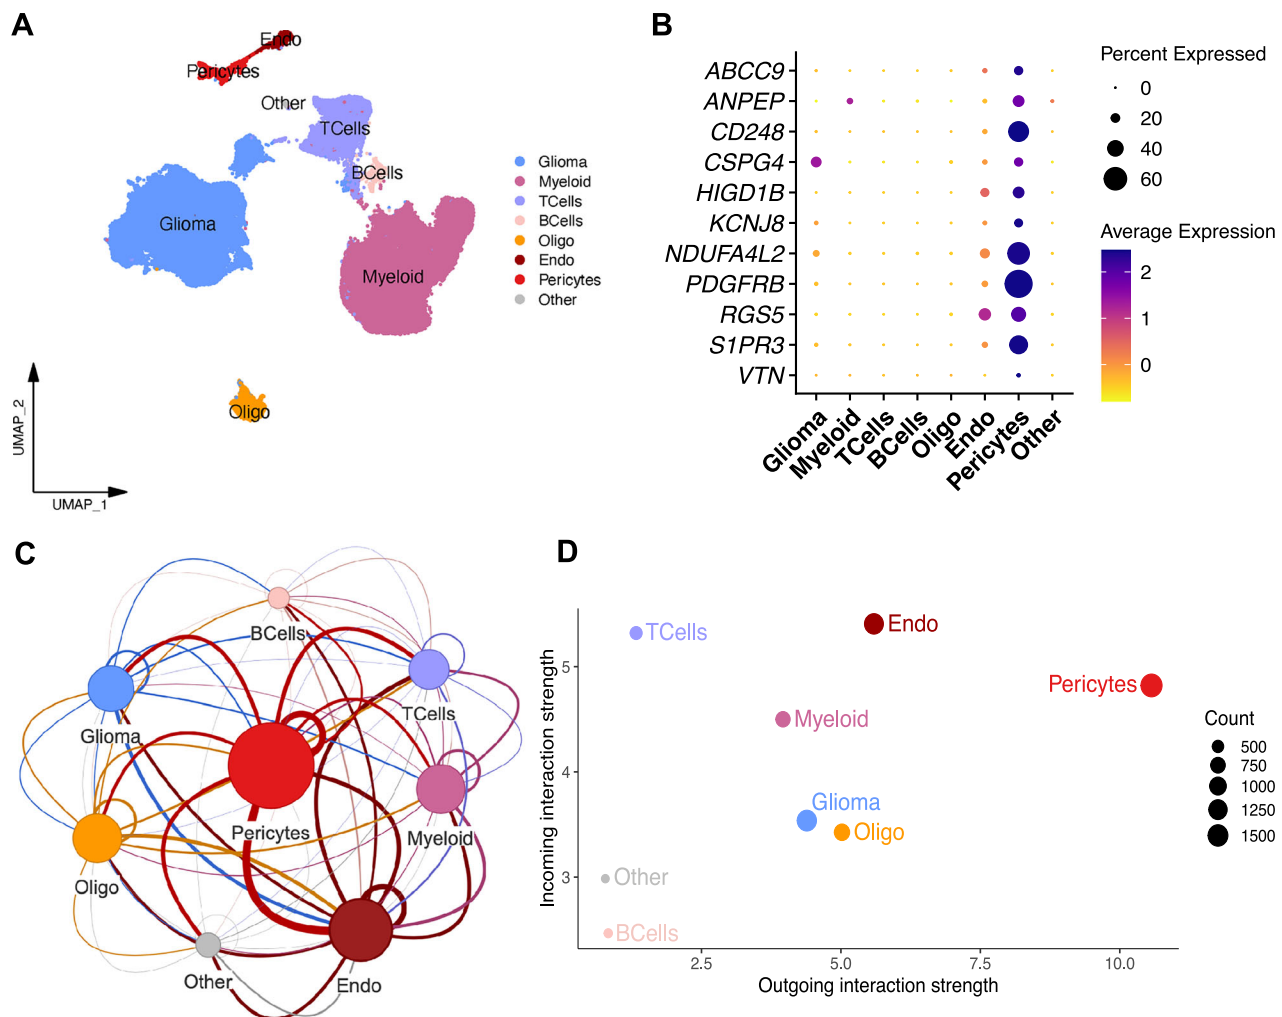 A
Endo
Pericytes
Other
TCells
BCells
Glioma
Myeloid
Oligo
Glioma
Myeloid
TCells
BCells
Oligo
Endo
Pericytes
Other
UMAP_2
UMAP_1
B
ABCC9
ANPEP
CD248
CSPG4
HIGD1B
KCNJ8
NDUFA4L2
PDGFRB
RGS5
S1PR3
VTN
Glioma
Myeloid
TCells
BCells
Oligo
Endo
Pericytes
Other
Percent Expressed
0
20
40
60
Average Expression
2
1
0
C
BCells
TCells
Glioma
Pericytes
Myeloid
Oligo
Other
Endo
D
Incoming interaction strength
5
4
3
TCells
Endo
Pericytes
Myeloid
Glioma
Oligo
Other
BCells
2.5
5.0
7.5
10.0
Outgoing interaction strength
Count
500
750
1000
1250
1500